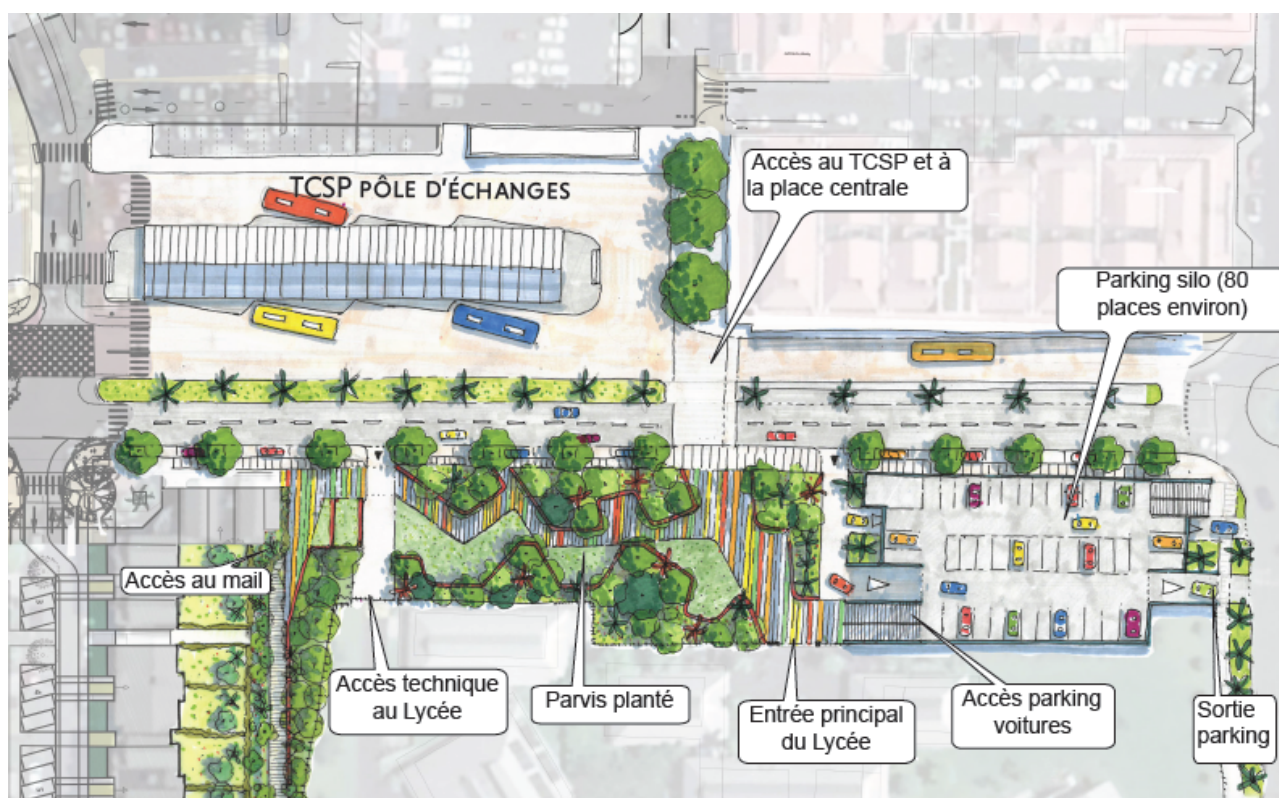 Accès au TCSP et à
la place centrale
TCSP PÔLE D'ÉCHANGES
Parking silo (80
places environ)
Accès au mail
Accès technique
au Lycée
Parvis planté
Entrée principal
du Lycée
Accès parking
voitures
Sortie
parking